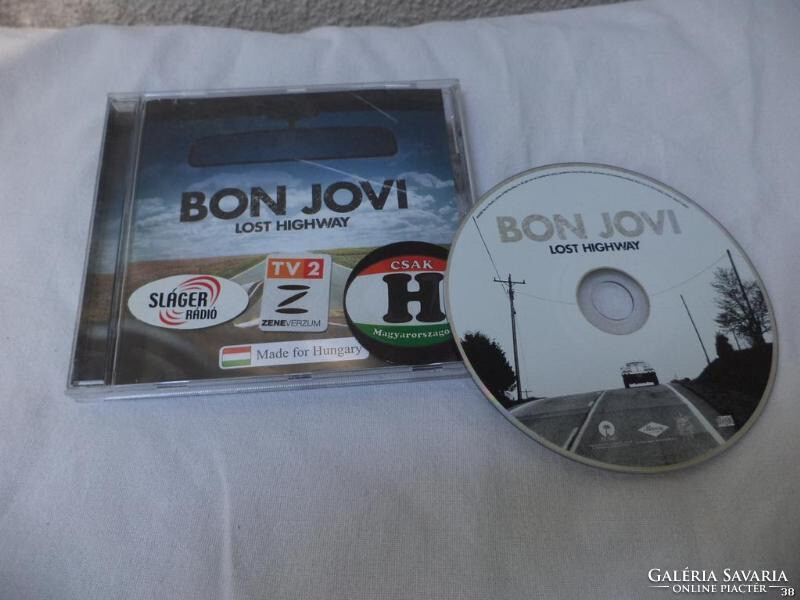 BON JOVI
LOST HIGHWAY
SLÁGER
RÁDIÓ
TV2
ZENEVERZUM
CSAK
H
Magyarországo
Made for Hungary
BON JOVI
LOST HIGHWAY
GALÉRIA SAVARIA
ONLINE PIACTÉR
38